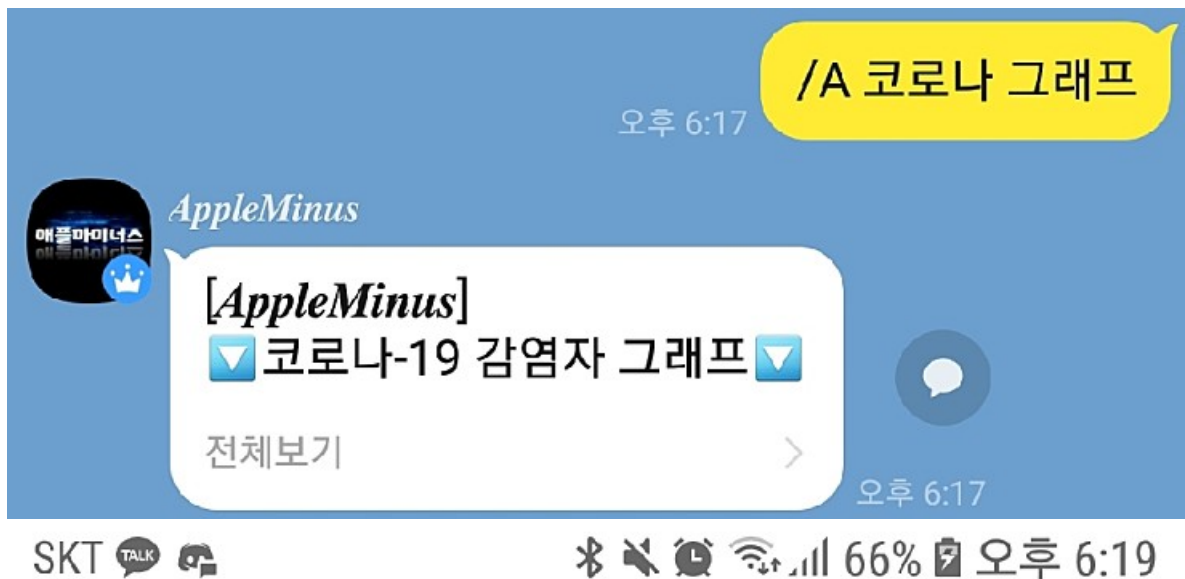 /A 코로나 그래프
오후 6:17
애플마이너스
AppleMinus
[AppleMinus]
🔽코로나-19 감염자 그래프🔽
전체보기
오후 6:17
SKT TALK 66% 오후 6:19